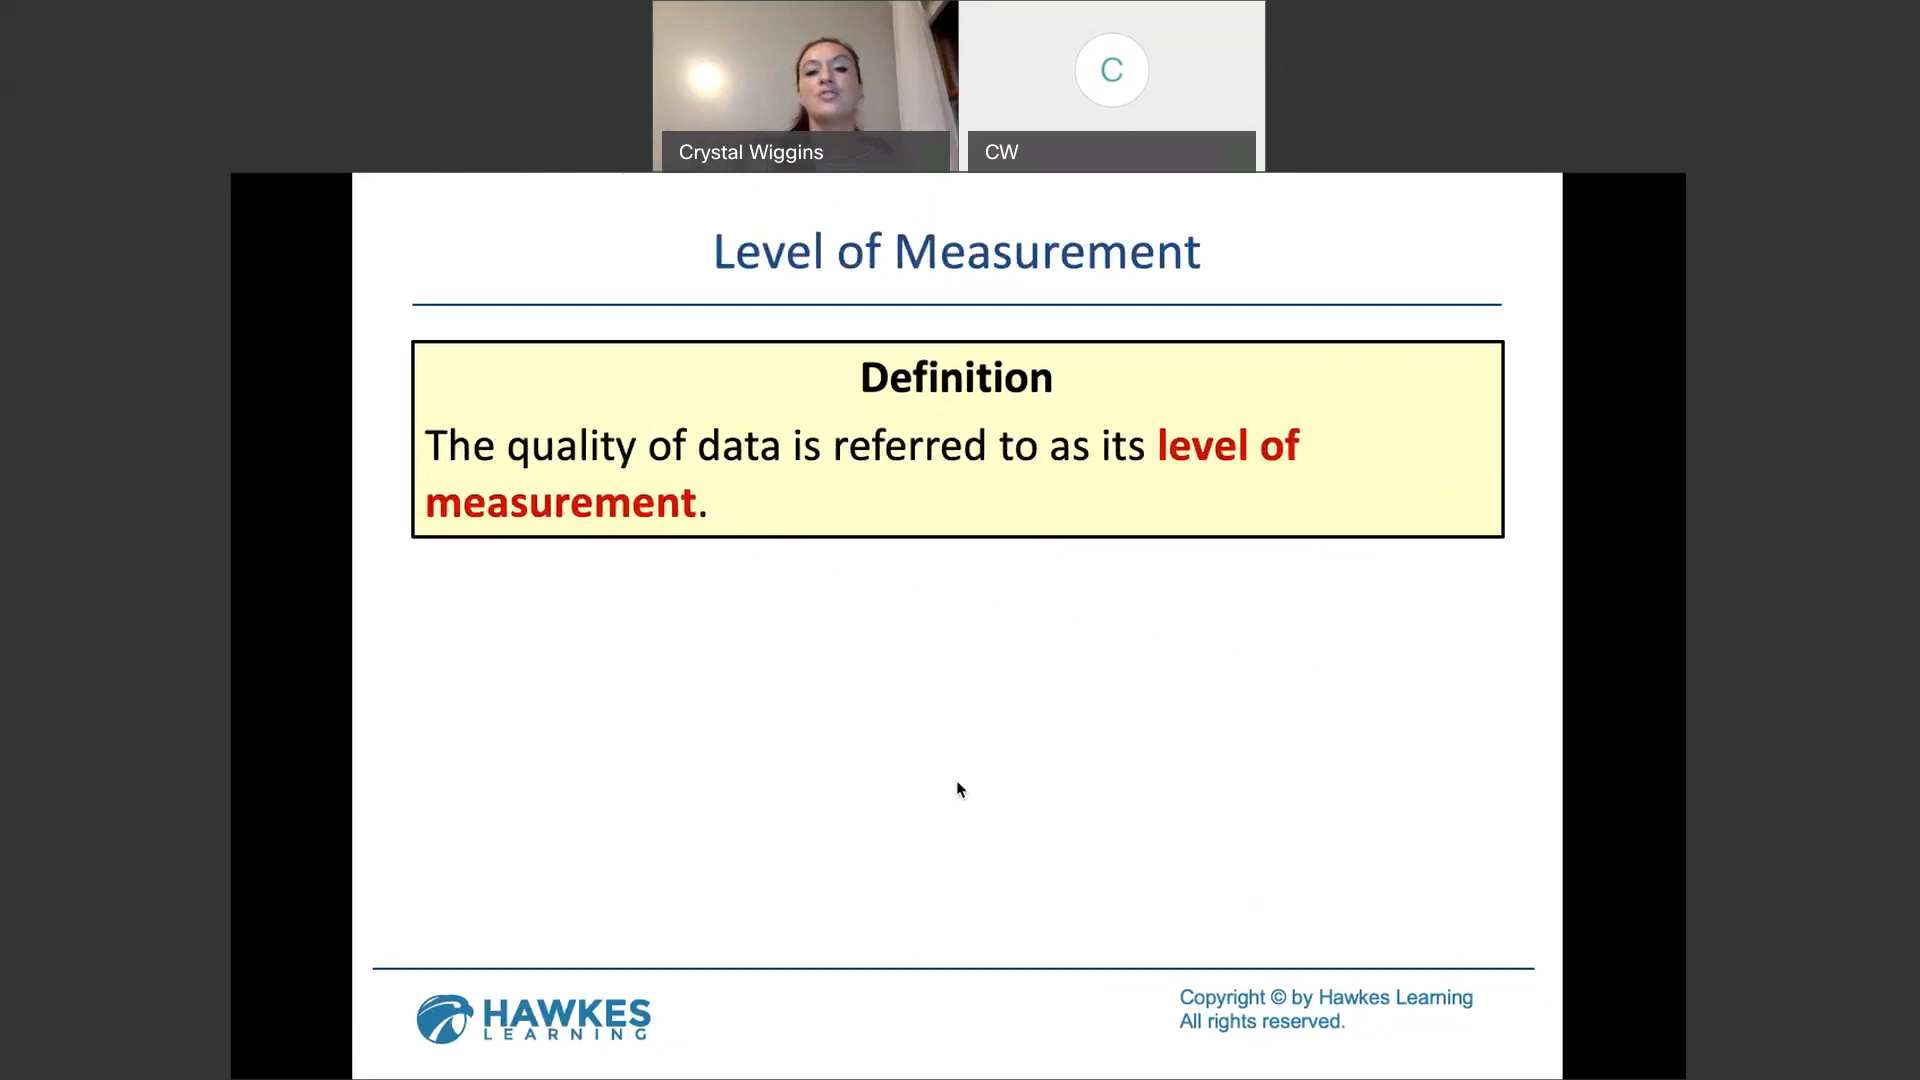 C
Crystal Wiggins
CW
Level of Measurement
Definition
The quality of data is referred to as its level of
measurement.
HAWKES
LEARNING
Copyright © by Hawkes Learning
All rights reserved.